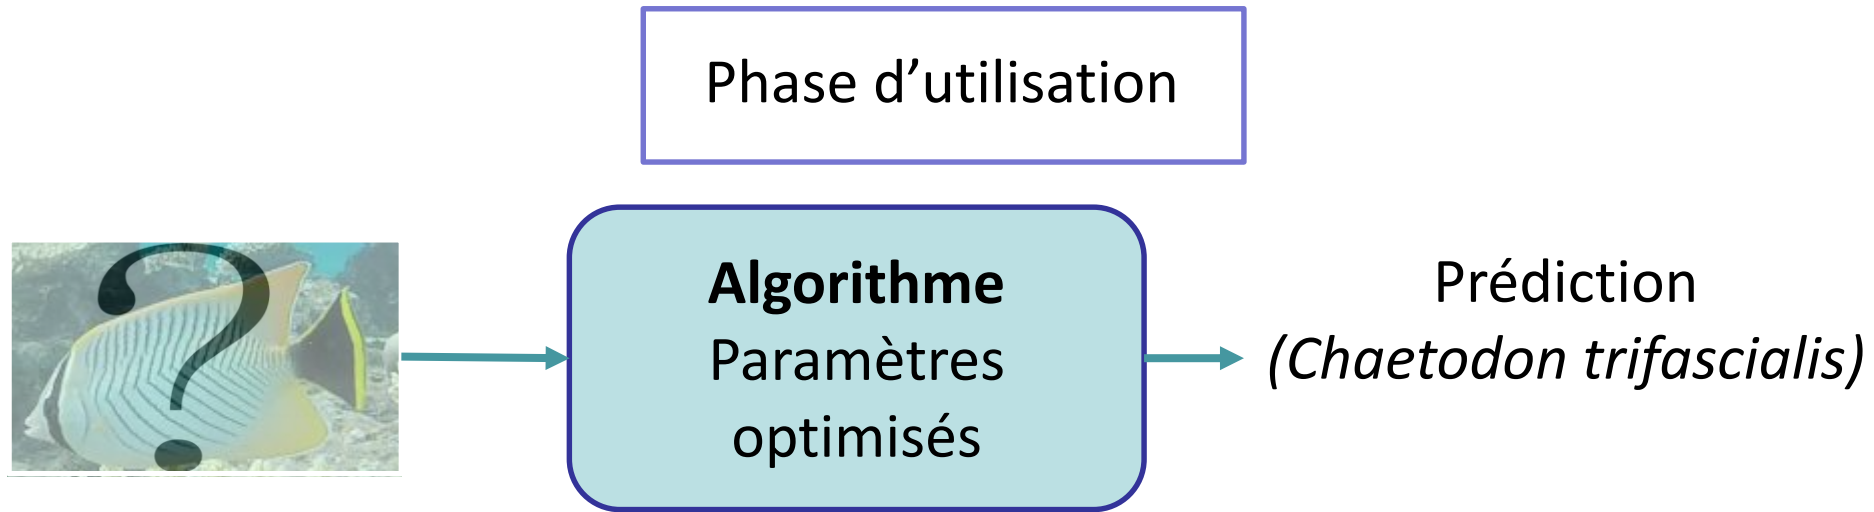 Phase d’utilisation
?
Algorithme
Paramètres
optimisés
Prédiction
(Chaetodon trifascialis)